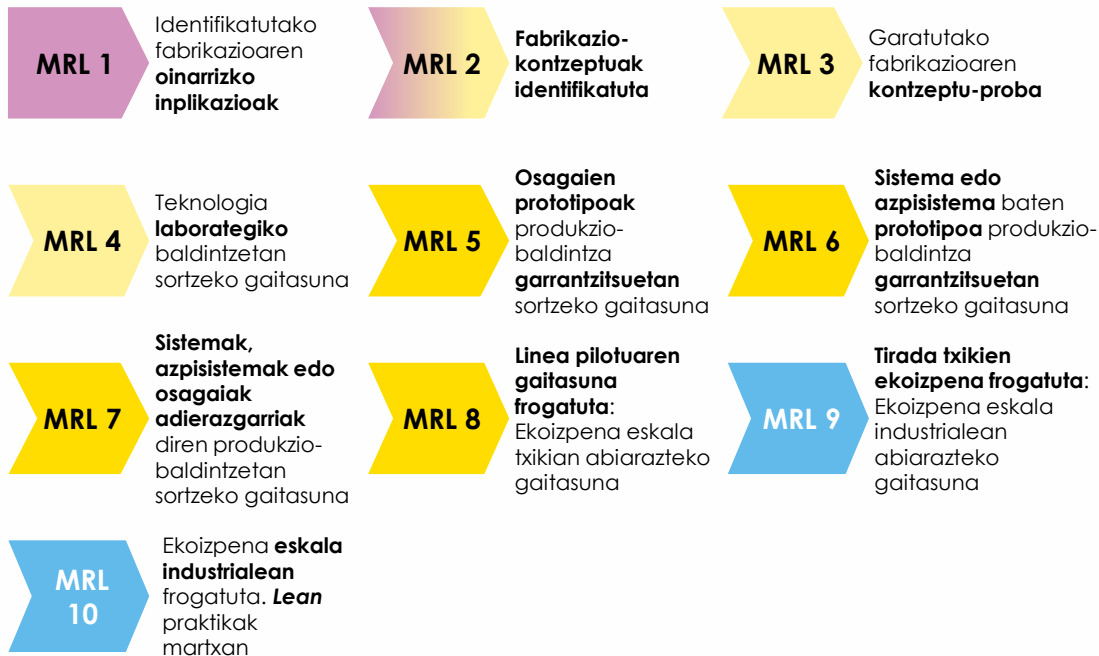 MRL 1
Identifikatutako
fabrikazioaren
oinarrizko
inplikazioak
MRL 2
Fabrikazio-
kontzeptuak
identifikatuta
MRL 3
Garatutako
fabrikazioaren
kontzeptu-proba
MRL 4
Teknologia
laborategiko
baldintzetan
sortzeko gaitasuna
MRL 5
Osagaien
prototipoak
produkzio-
baldintza
garrantzitsuetan
sortzeko gaitasuna
MRL 6
Sistema edo
azpisistema baten
prototipoa produkzio-
baldintza
garrantzitsuetan
sortzeko gaitasuna
MRL 7
Sistemak,
azpisistemak edo
osagaiak
adierazgarriak
diren produkzio-
baldintzetan
sortzeko gaitasuna
MRL 8
Linea pilotuaren
gaitasuna
frogatuta:
Ekoizpena eskala
txikian abiarazteko
gaitasuna
MRL 9
Tirada txikien
ekoizpena frogatuta:
Ekoizpena eskala
industrialean
abiarazteko
gaitasuna
MRL
10
Ekoizpena eskala
industrialean
frogatuta. Lean
praktikak
martxan